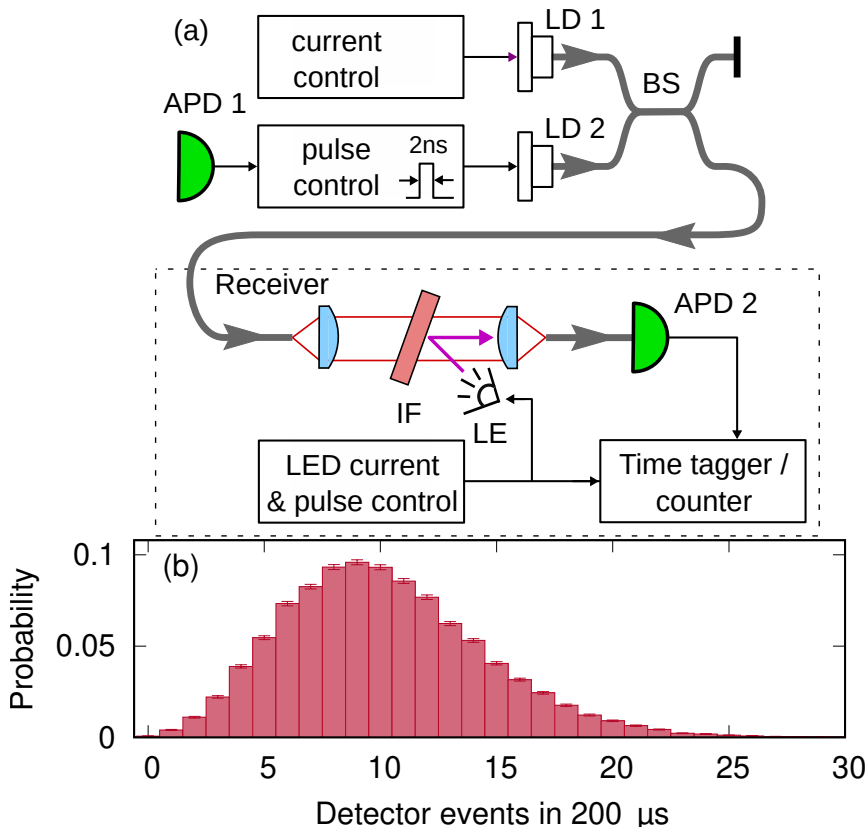 (a)
current
control
LD 1
BS
APD 1
pulse
control
2ns
LD 2
Receiver
APD 2
IF
LE
LED current
& pulse control
Time tagger /
counter
(b)
Probability
0.1
0.05
0
0 5 10 15 20 25 30
Detector events in 200 µs